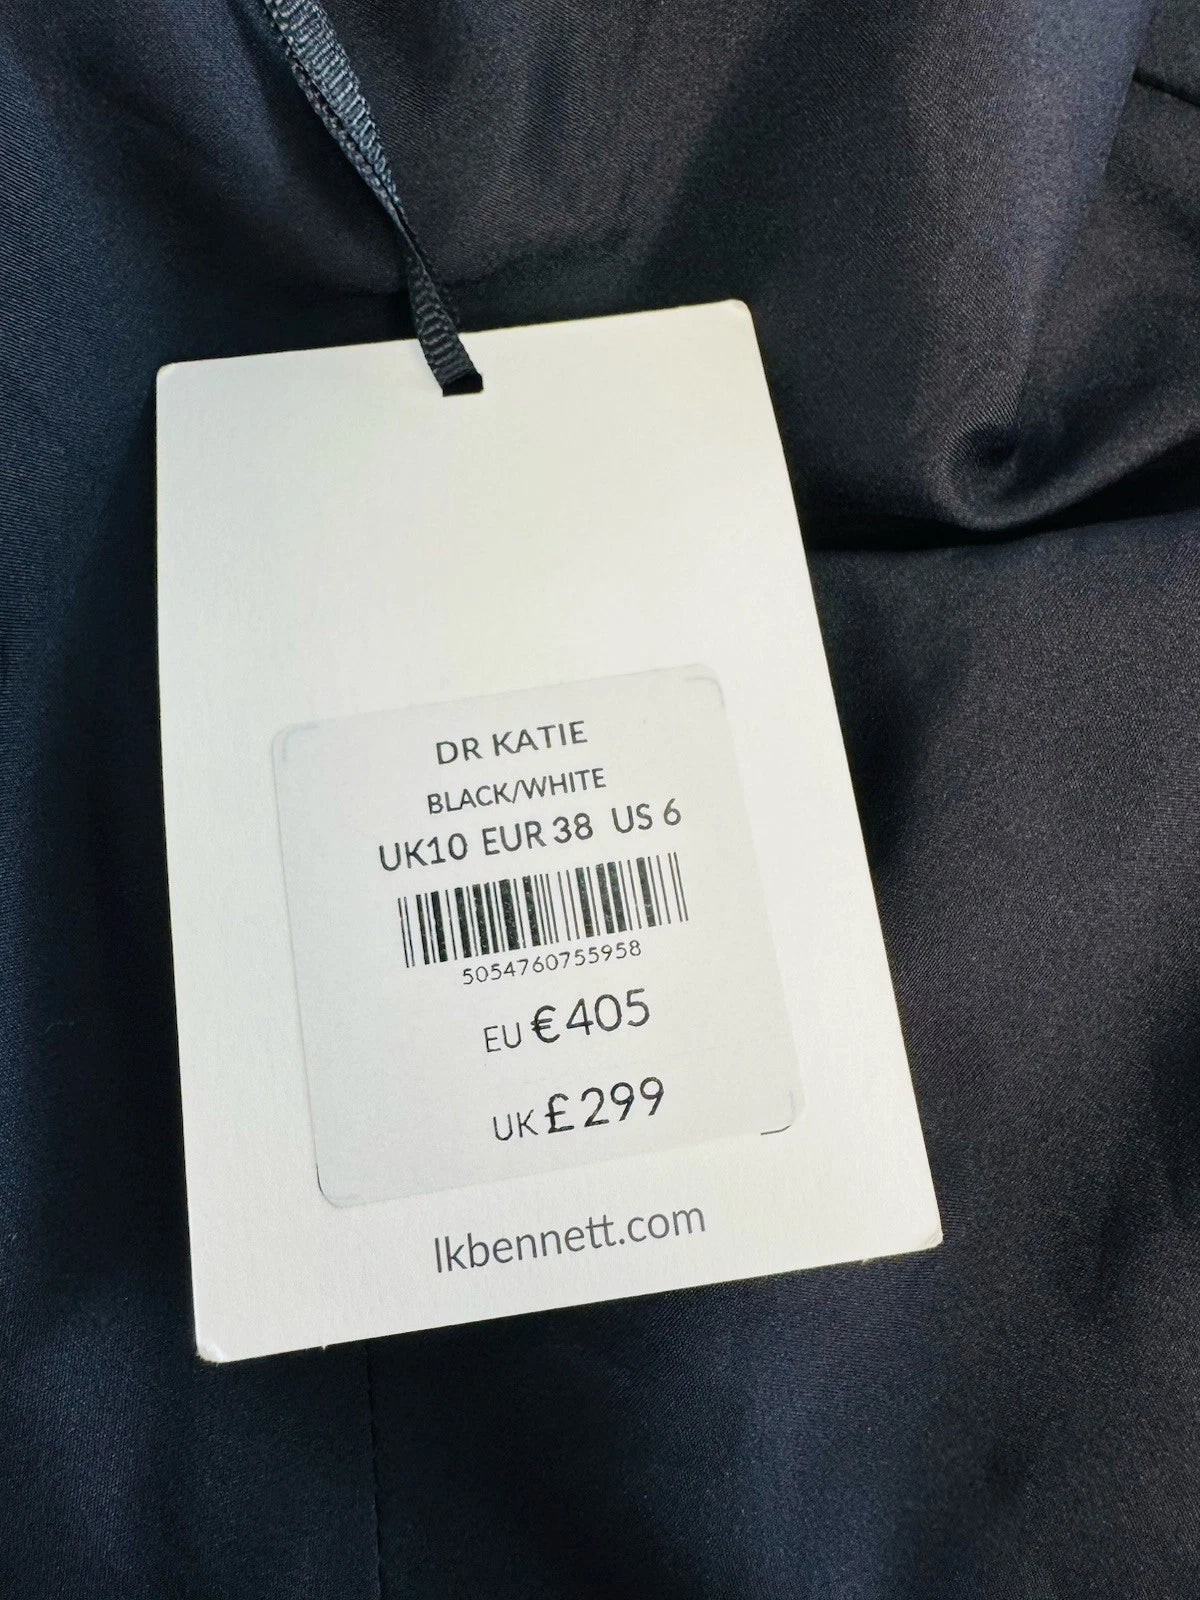 DR KATIE
BLACK/WHITE
UK10 EUR 38 US 6
5054760755958
EU €405
UK £299
lkbennett.com